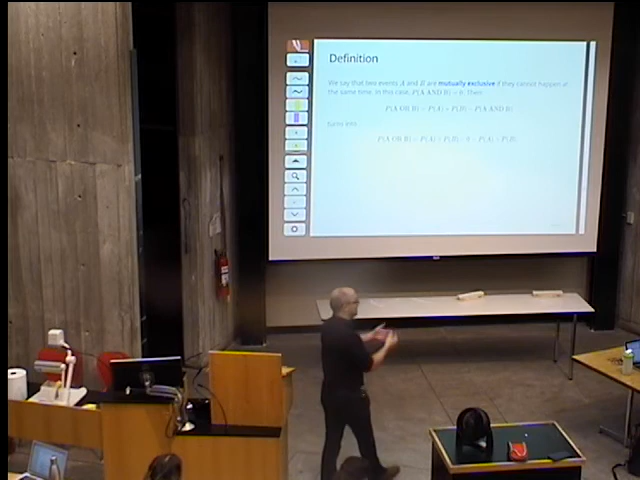 Definition
We say that two events A and B are mutually exclusive if they cannot happen at
the same time. In this case, P(A AND B) = 0. Then
P(A OR B) = P(A) + P(B) − P(A AND B)
turns into
P(A OR B) = P(A) + P(B) − 0 = P(A) + P(B).